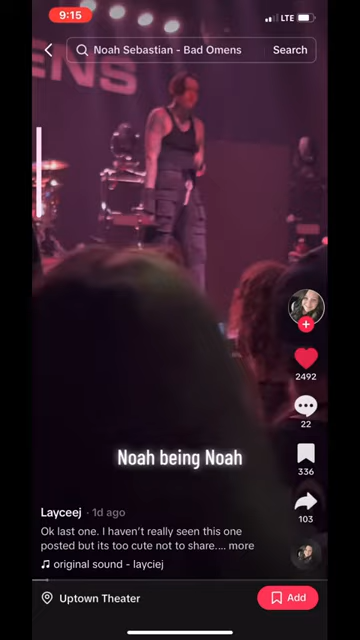 9:15
LTE
Noah Sebastian - Bad Omens
Search
ENS
2492
22
336
103
Noah being Noah
Layceej · 1d ago
Ok last one. I haven't really seen this one
posted but its too cute not to share.... more
original sound - layciej
Uptown Theater
Add